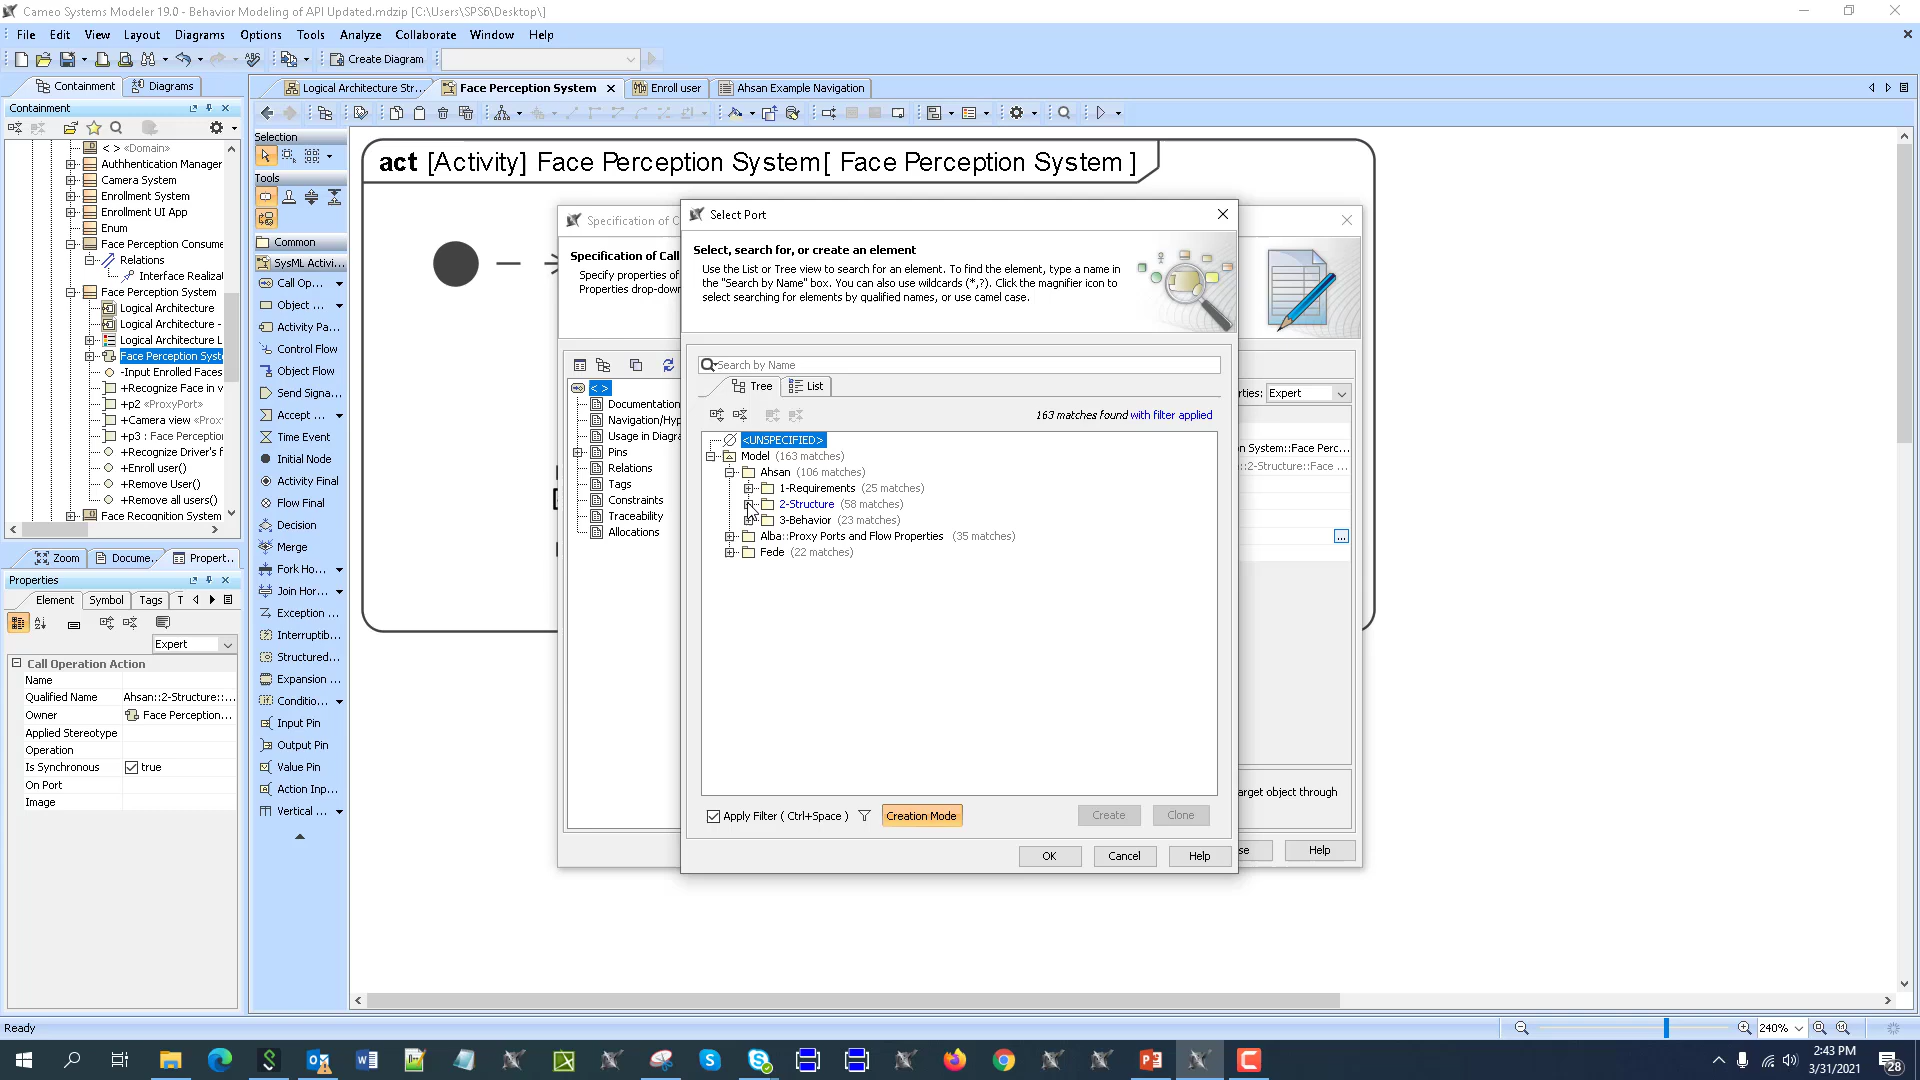 Cameo Systems Modeler 19.0 - Behavior Modeling of API Updated.mdzip [C:\Users\SPS6\Desktop\]
File Edit View Layout Diagrams Options Tools Analyze Collaborate Window Help
Create Diagram
Containment Diagrams
Logical Architecture Str... Face Perception System Enroll user Ahsan Example Navigation
Containment
< > «Domain»
Authhentication Manager
Camera System
Enrollment System
Enrollment UI App
Enum
Face Perception Consume
Relations
Interface Realizat
Face Perception System
Logical Architecture
Logical Architecture -
Logical Architecture L
Face Perception Syst
-Input Enrolled Faces
+Recognize Face in v
+p2 «ProxyPort»
+Camera view «Prox
+p3 : Face Perception
+Recognize Driver's f
+Enroll user()
+Remove User()
+Remove all users()
Face Recognition System
Zoom Docume... Propert...
Properties
Element Symbol Tags T
Expert
Call Operation Action
Name
Qualified Name Ahsan::2-Structure::...
Owner Face Perception...
Applied Stereotype
Operation
Is Synchronous true
On Port
Image
Selection
Tools
Common
SysML Activi...
Call Op...
Object ...
Activity Pa...
Control Flow
Object Flow
Send Signa...
Accept ...
Time Event
Initial Node
Activity Final
Flow Final
Decision
Merge
Fork Ho...
Join Hor...
Exception ...
Interruptib...
Structured...
Expansion ...
Conditio...
Input Pin
Output Pin
Value Pin
Action Inp...
Vertical ...
act [Activity] Face Perception System[ Face Perception System ]
Specification of C
Specification of Call
Specify properties of
Properties drop-down
< >
Documentation
Navigation/Hyp
Usage in Diagra
Pins
Relations
Tags
Constraints
Traceability
Allocations
rties: Expert
on System::Face Perc...
::2-Structure::Face ...
...
arget object through
se Help
Select Port
Select, search for, or create an element
Use the List or Tree view to search for an element. To find the element, type a name in
the "Search by Name" box. You can also use wildcards (*,?). Click the magnifier icon to
select searching for elements by qualified names, or use camel case.
Search by Name
Tree List
163 matches found with filter applied
<UNSPECIFIED>
Model (163 matches)
Ahsan (106 matches)
1-Requirements (25 matches)
2-Structure (58 matches)
3-Behavior (23 matches)
Alba::Proxy Ports and Flow Properties (35 matches)
Fede (22 matches)
Apply Filter ( Ctrl+Space ) Creation Mode Create Clone
OK Cancel Help
Ready
240%
2:43 PM
3/31/2021
28